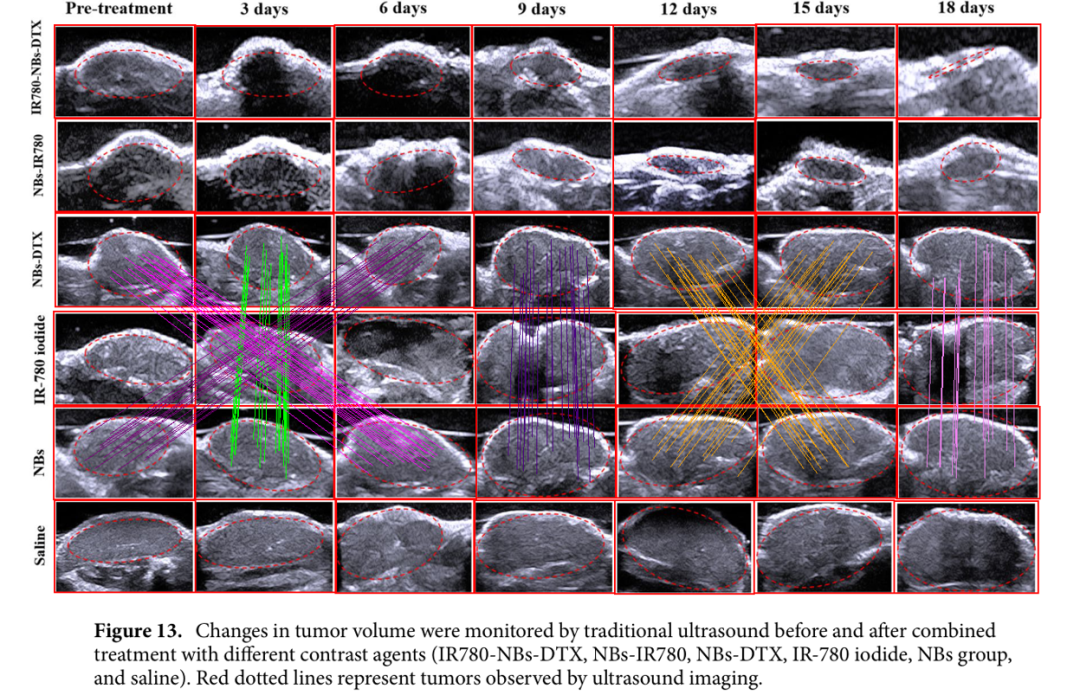 Pre-treatment 3 days 6 days 9 days 12 days 15 days 18 days
IR780-NBs-DTX
NBs-IR780
NBs-DTX
IR-780 iodide
NBs
Saline
Figure 13. Changes in tumor volume were monitored by traditional ultrasound before and after combined
treatment with different contrast agents (IR780-NBs-DTX, NBs-IR780, NBs-DTX, IR-780 iodide, NBs group,
and saline). Red dotted lines represent tumors observed by ultrasound imaging.